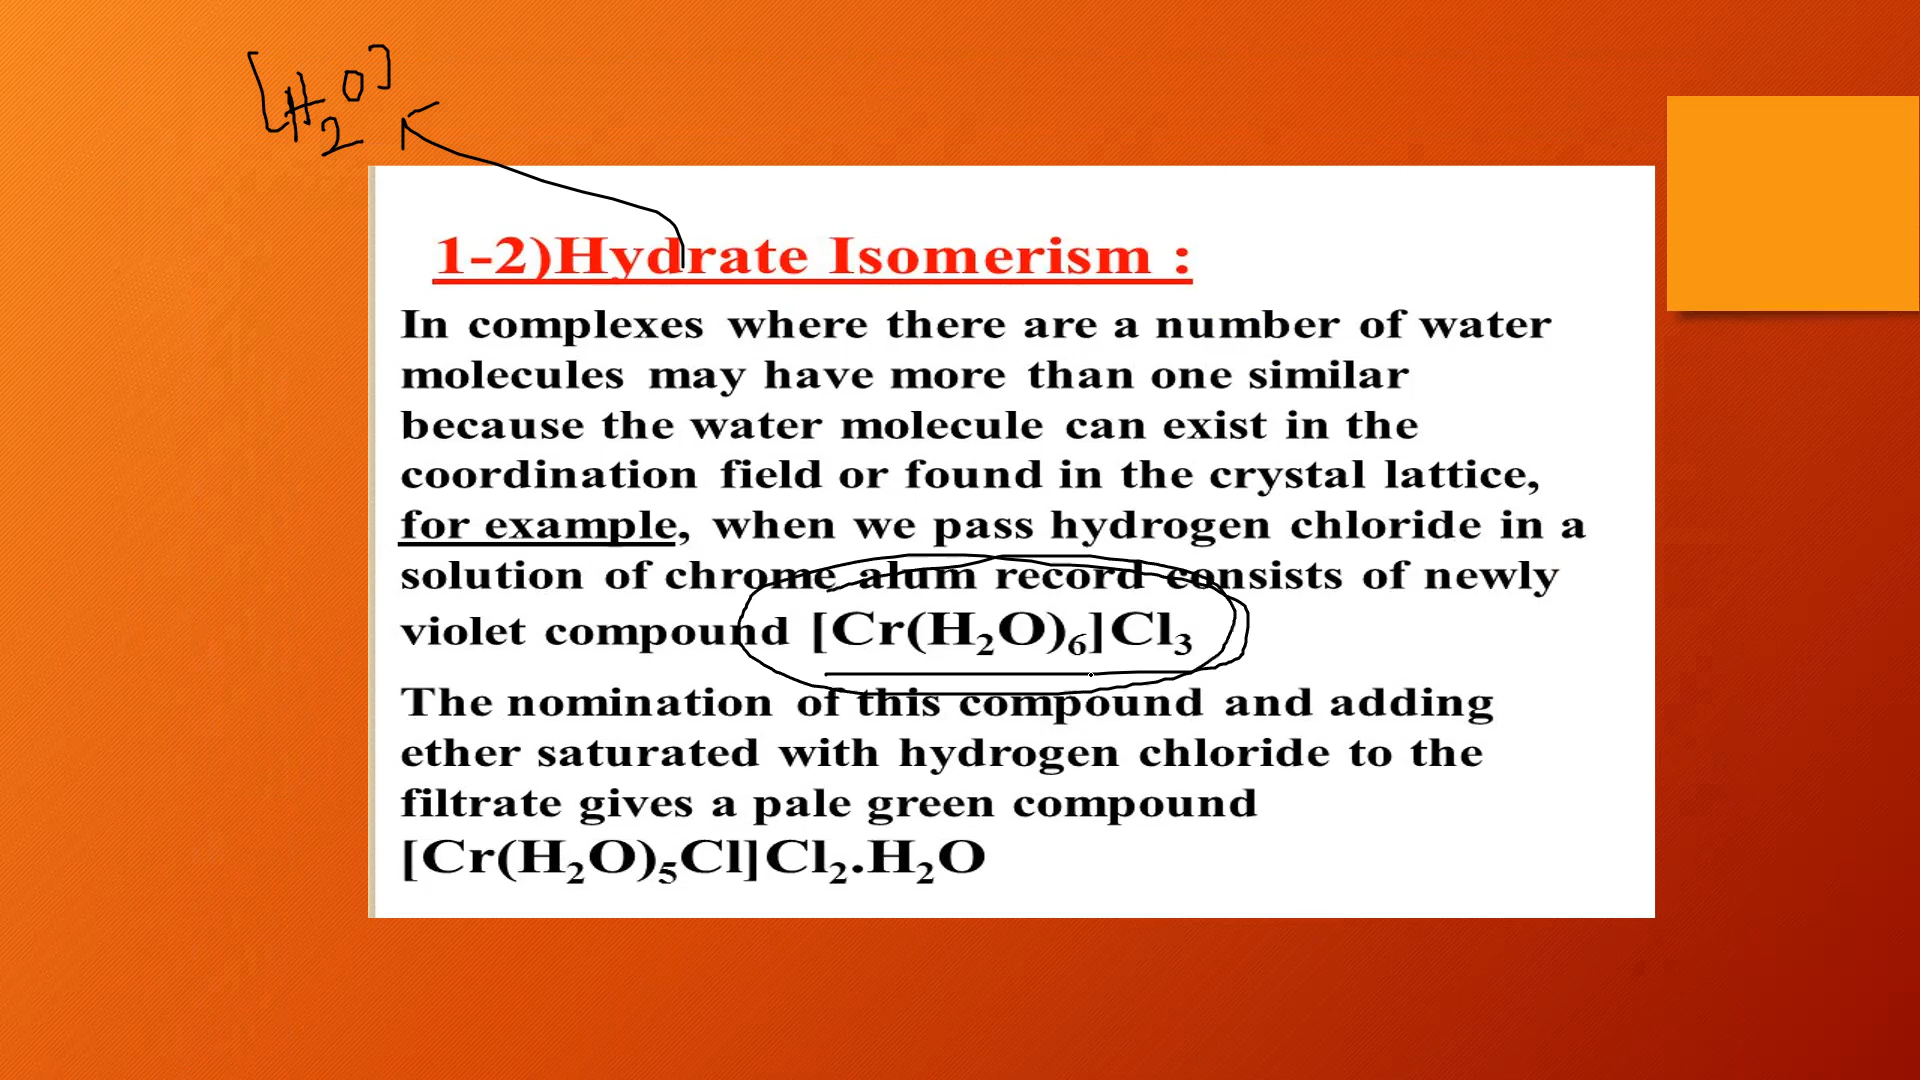 [H₂O]
1-2)Hydrate Isomerism :
In complexes where there are a number of water
molecules may have more than one similar
because the water molecule can exist in the
coordination field or found in the crystal lattice,
for example, when we pass hydrogen chloride in a
solution of chrome alum record consists of newly
violet compound [Cr(H₂O)₆]Cl₃
The nomination of this compound and adding
ether saturated with hydrogen chloride to the
filtrate gives a pale green compound
[Cr(H₂O)₅Cl]Cl₂.H₂O